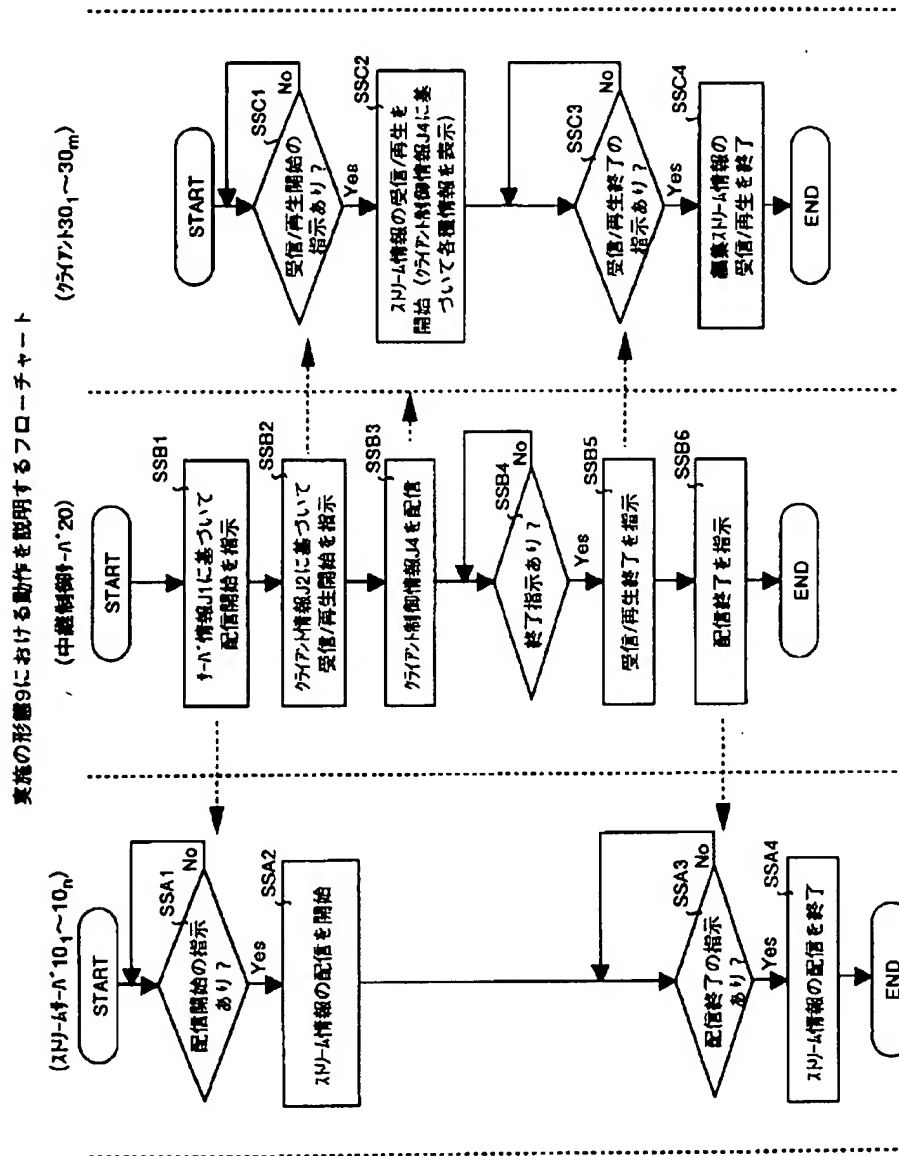 実施の形態9における動作を説明するフローチャート
(ストリームサーバ10₁～10ₙ)
START
SSA1
配信開始の指示
あり?
No
Yes
SSA2
ストリーム情報の配信を開始
SSA3
配信終了の指示
あり?
No
Yes
SSA4
ストリーム情報の配信を終了
END
(中継制御サーバ20)
START
SSB1
サーバ情報J1に基づいて
配信開始を指示
SSB2
クライアント情報J2に基づいて
受信/再生開始を指示
SSB3
クライアント制御情報J4を配信
SSB4
終了指示あり?
No
Yes
SSB5
受信/再生終了を指示
SSB6
配信終了を指示
END
(クライアント30₁～30ₘ)
START
SSC1
受信/再生開始の
指示あり?
No
Yes
SSC2
ストリーム情報の受信/再生を
開始(クライアント制御情報J4に基
づいて各種情報を表示)
SSC3
受信/再生終了の
指示あり?
No
Yes
SSC4
編集ストリーム情報の
受信/再生を終了
END